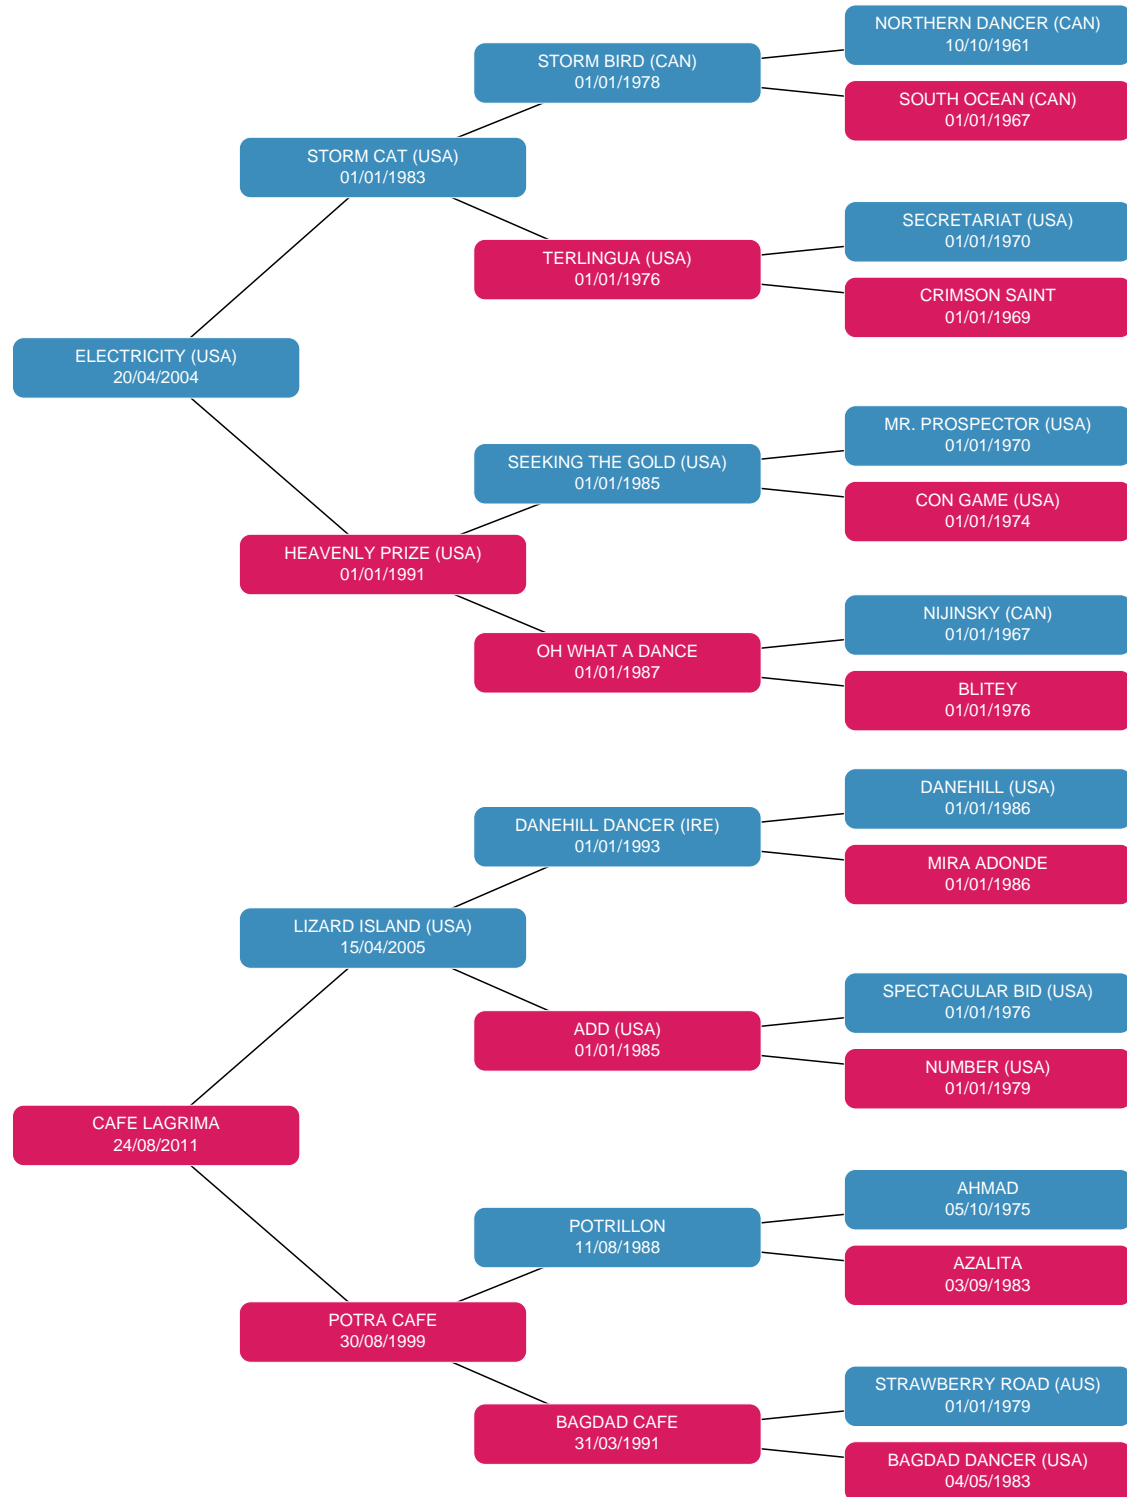 NORTHERN DANCER (CAN)
10/10/1961
STORM BIRD (CAN)
01/01/1978
SOUTH OCEAN (CAN)
01/01/1967
STORM CAT (USA)
01/01/1983
SECRETARIAT (USA)
01/01/1970
TERLINGUA (USA)
01/01/1976
CRIMSON SAINT
01/01/1969
ELECTRICITY (USA)
20/04/2004
MR. PROSPECTOR (USA)
01/01/1970
SEEKING THE GOLD (USA)
01/01/1985
CON GAME (USA)
01/01/1974
HEAVENLY PRIZE (USA)
01/01/1991
NIJINSKY (CAN)
01/01/1967
OH WHAT A DANCE
01/01/1987
BLITEY
01/01/1976
DANEHILL (USA)
01/01/1986
DANEHILL DANCER (IRE)
01/01/1993
MIRA ADONDE
01/01/1986
LIZARD ISLAND (USA)
15/04/2005
SPECTACULAR BID (USA)
01/01/1976
ADD (USA)
01/01/1985
NUMBER (USA)
01/01/1979
CAFE LAGRIMA
24/08/2011
AHMAD
05/10/1975
POTRILLON
11/08/1988
AZALITA
03/09/1983
POTRA CAFE
30/08/1999
STRAWBERRY ROAD (AUS)
01/01/1979
BAGDAD CAFE
31/03/1991
BAGDAD DANCER (USA)
04/05/1983